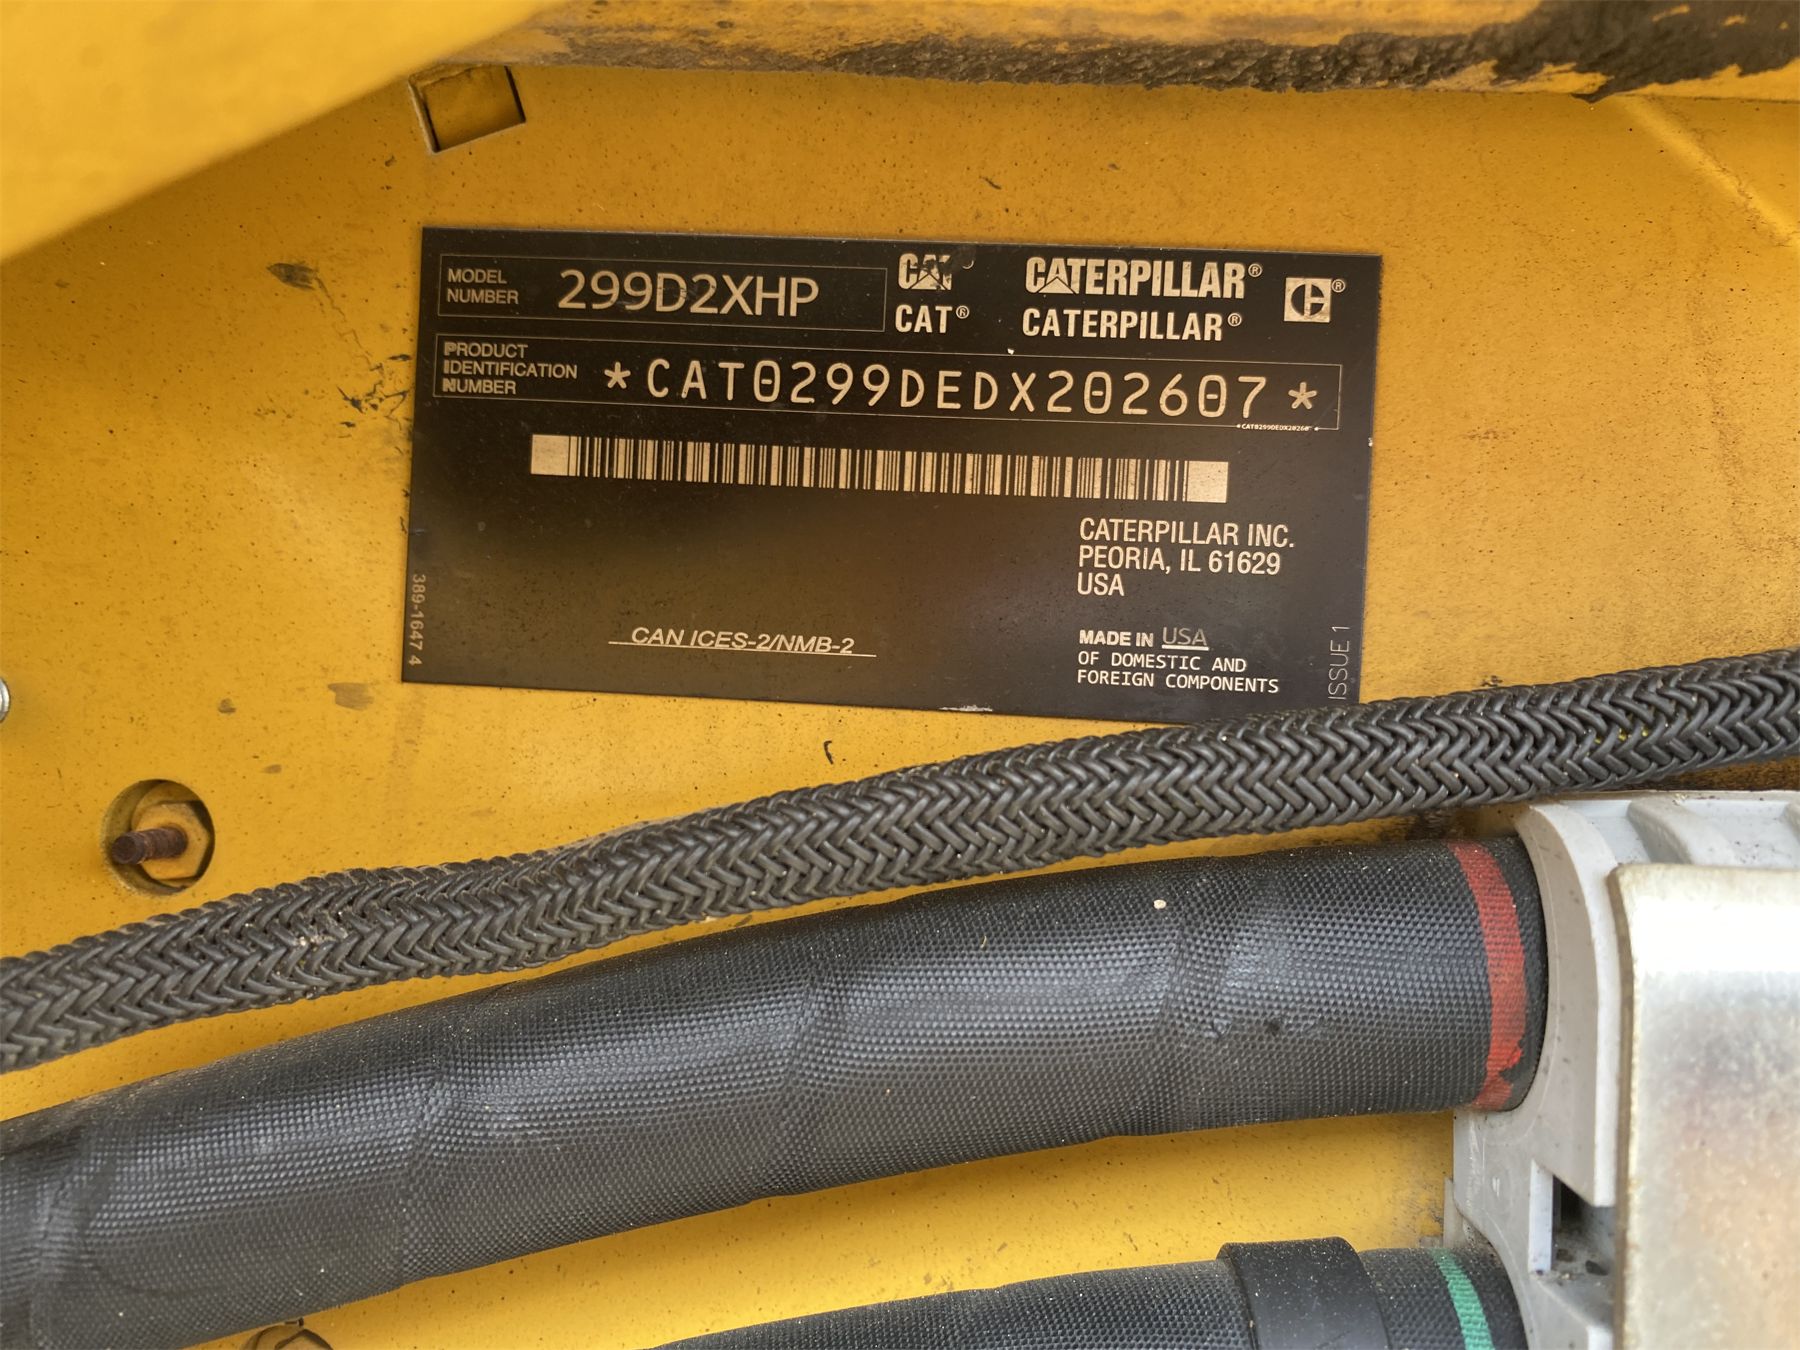 MODEL
NUMBER
299D2XHP
CAT
CAT®
CATERPILLAR®
CATERPILLAR®
PRODUCT
IDENTIFICATION
NUMBER
*CAT0299DEDX202607*
CATERPILLAR INC.
PEORIA, IL 61629
USA
CAN ICES-2/NMB-2
MADE IN USA
OF DOMESTIC AND
FOREIGN COMPONENTS
389-1647 4
ISSUE 1